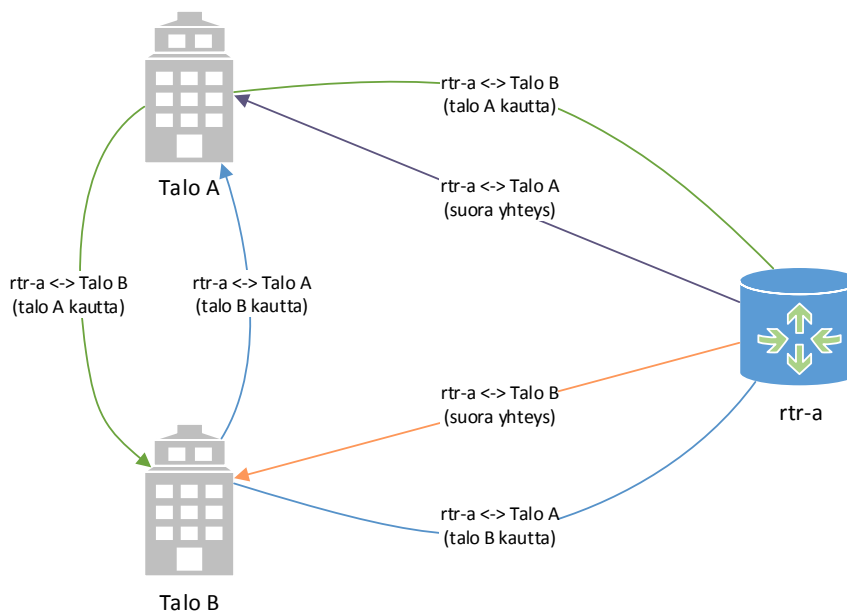 rtr-a <-> Talo B
(talo A kautta)
Talo A
rtr-a <-> Talo A
(suora yhteys)
rtr-a <-> Talo B
(talo A kautta)
rtr-a <-> Talo A
(talo B kautta)
rtr-a <-> Talo B
(suora yhteys)
rtr-a
rtr-a <-> Talo A
(talo B kautta)
Talo B